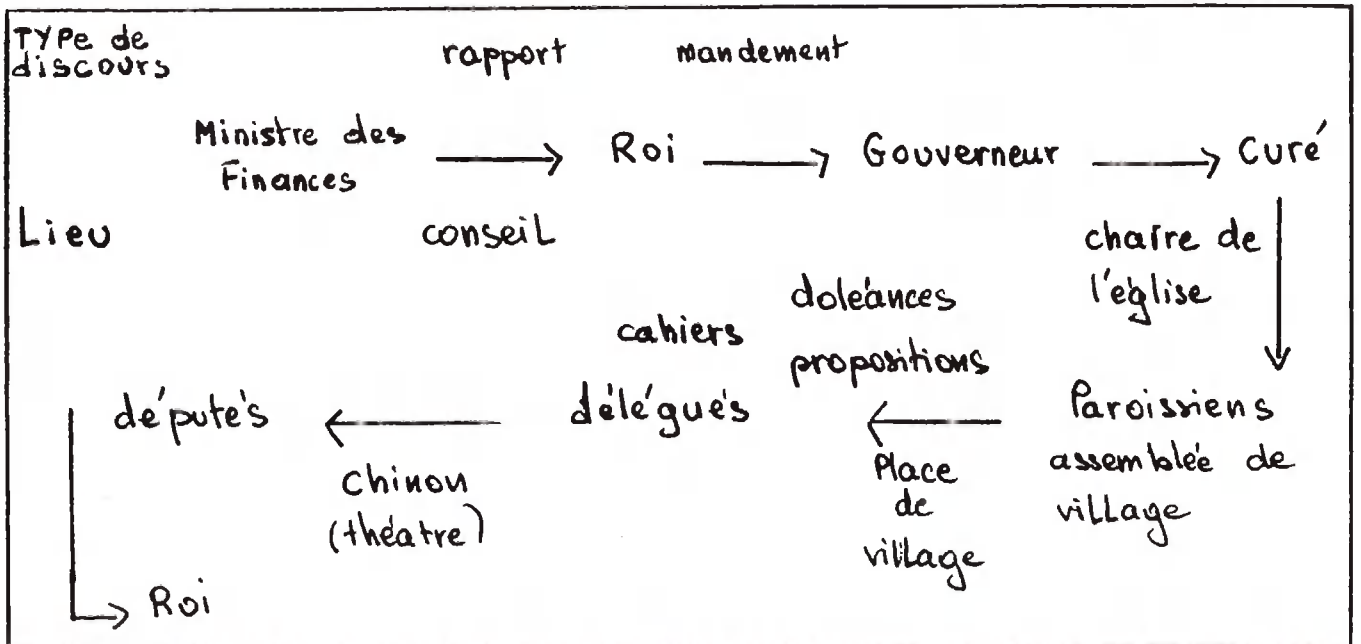 TYPe de
discours
rapport
mandement
Ministre des
Finances
Roi
Gouverneur
Curé
Lieu
conseil
chaire de
l'église
doléances
propositions
cahiers
délégués
députés
Paroissiens
assemblée de
village
Place
de
village
Chinon
(théatre)
Roi